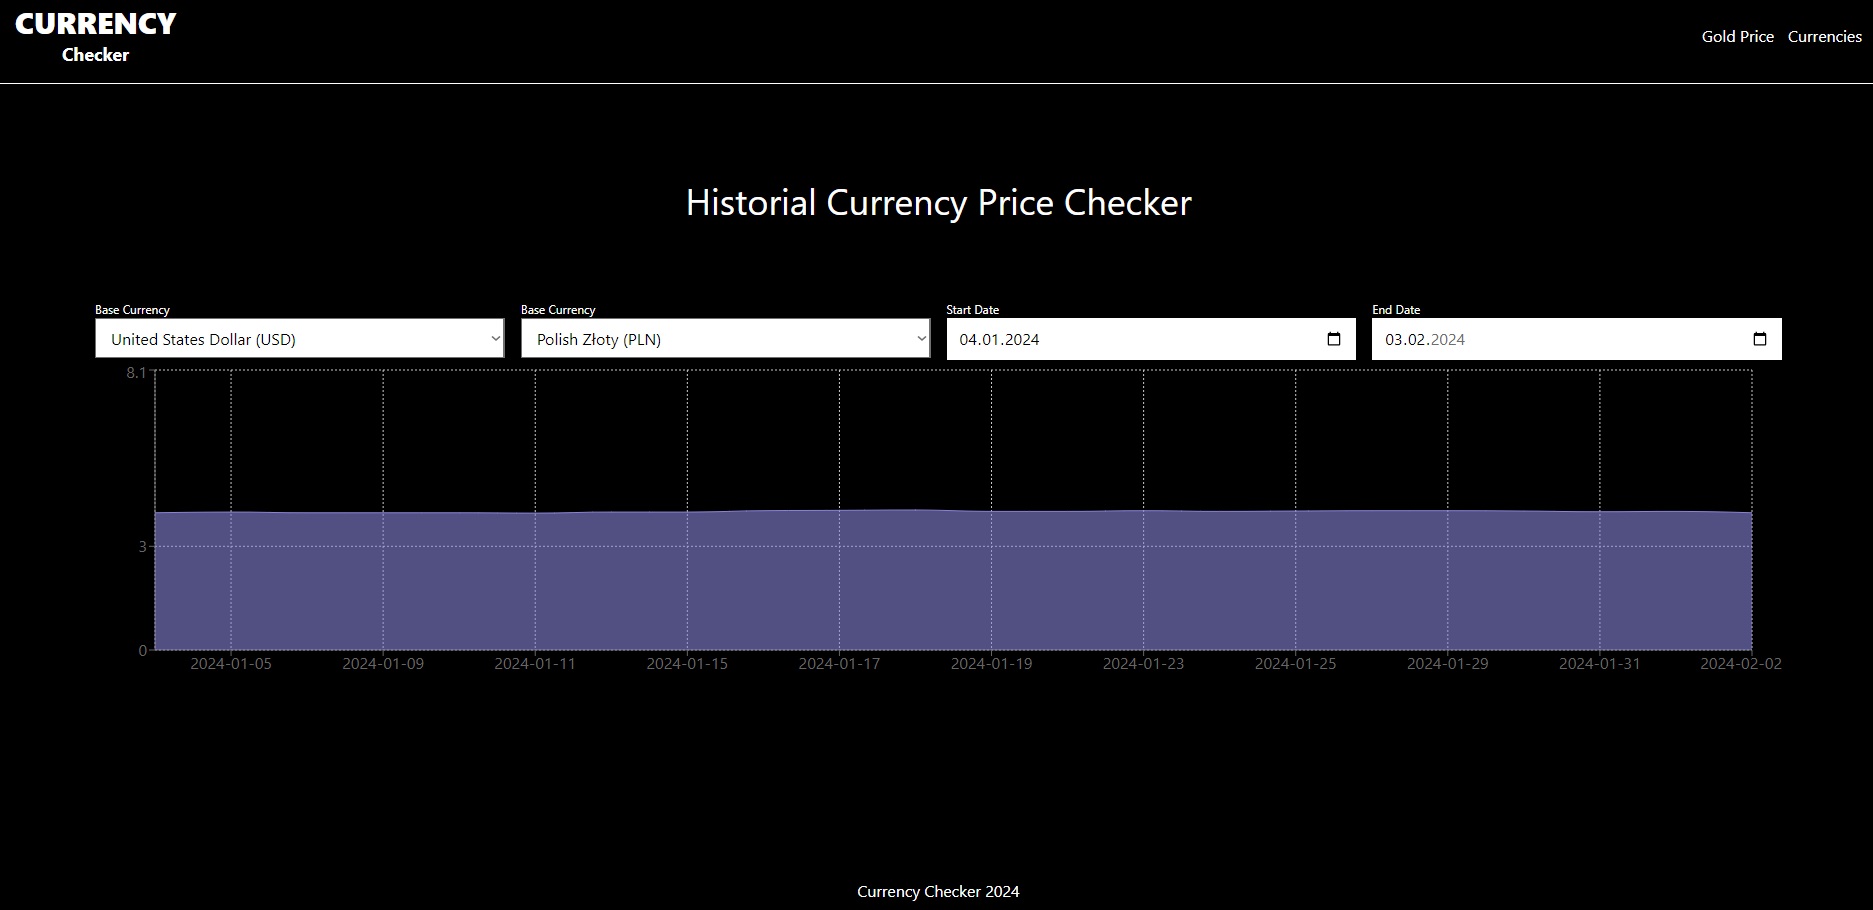 CURRENCY
Checker
Gold Price Currencies
Historial Currency Price Checker
Base Currency
United States Dollar (USD)
Base Currency
Polish Złoty (PLN)
Start Date
04.01.2024
End Date
03.02.2024
8.1
3
0
2024-01-05 2024-01-09 2024-01-11 2024-01-15 2024-01-17 2024-01-19 2024-01-23 2024-01-25 2024-01-29 2024-01-31 2024-02-02
Currency Checker 2024